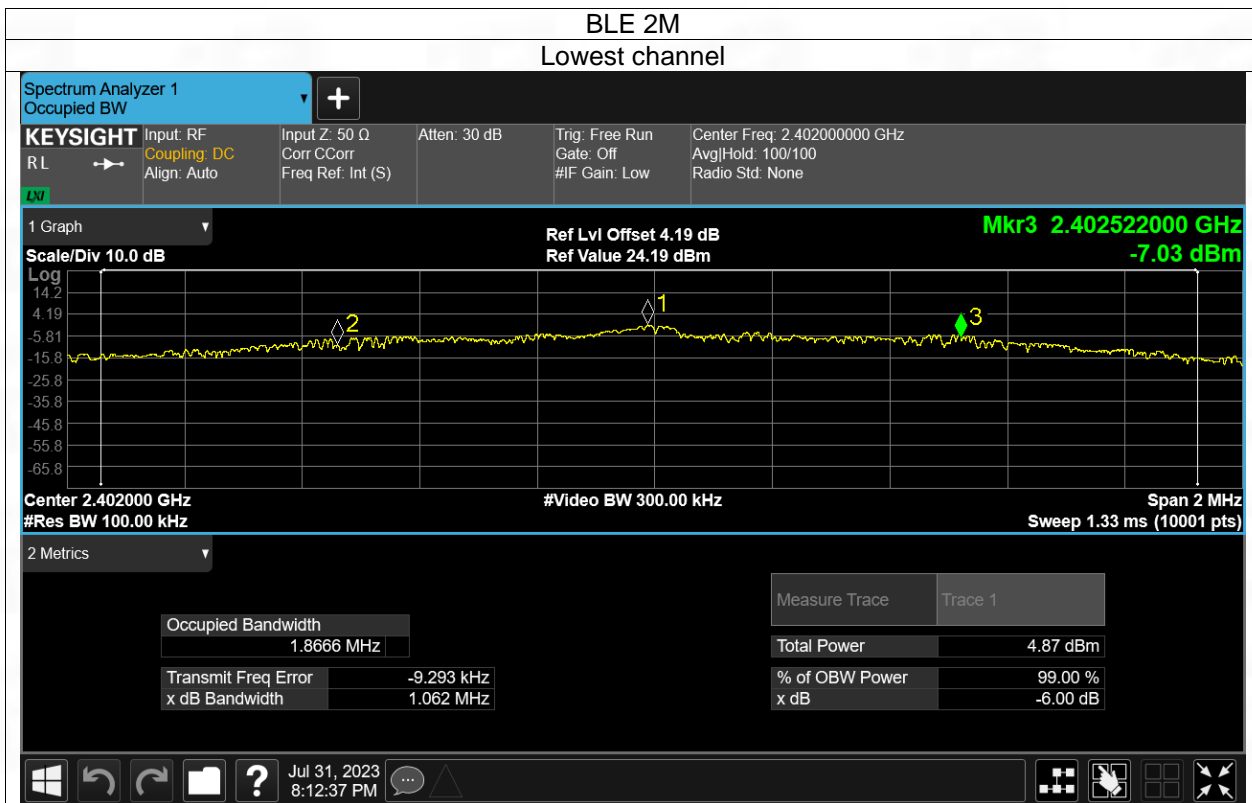 BLE 2M
Lowest channel
Spectrum Analyzer 1
Occupied BW
KEYSIGHT Input: RF Input Z: 50 Ω Atten: 30 dB Trig: Free Run Center Freq: 2.402000000 GHz
RL Coupling: DC Corr CCorr Gate: Off Avg|Hold: 100/100
Align: Auto Freq Ref: Int (S) #IF Gain: Low Radio Std: None
LXI
1 Graph Ref Lvl Offset 4.19 dB Mkr3 2.402522000 GHz
Scale/Div 10.0 dB Ref Value 24.19 dBm -7.03 dBm
Log
14.2
4.19
-5.81
-15.8
-25.8
-35.8
-45.8
-55.8
-65.8
2 1 3
Center 2.402000 GHz #Video BW 300.00 kHz Span 2 MHz
#Res BW 100.00 kHz Sweep 1.33 ms (10001 pts)
2 Metrics
Measure Trace Trace 1
Occupied Bandwidth
1.8666 MHz Total Power 4.87 dBm
Transmit Freq Error -9.293 kHz % of OBW Power 99.00 %
x dB Bandwidth 1.062 MHz x dB -6.00 dB
? Jul 31, 2023
8:12:37 PM